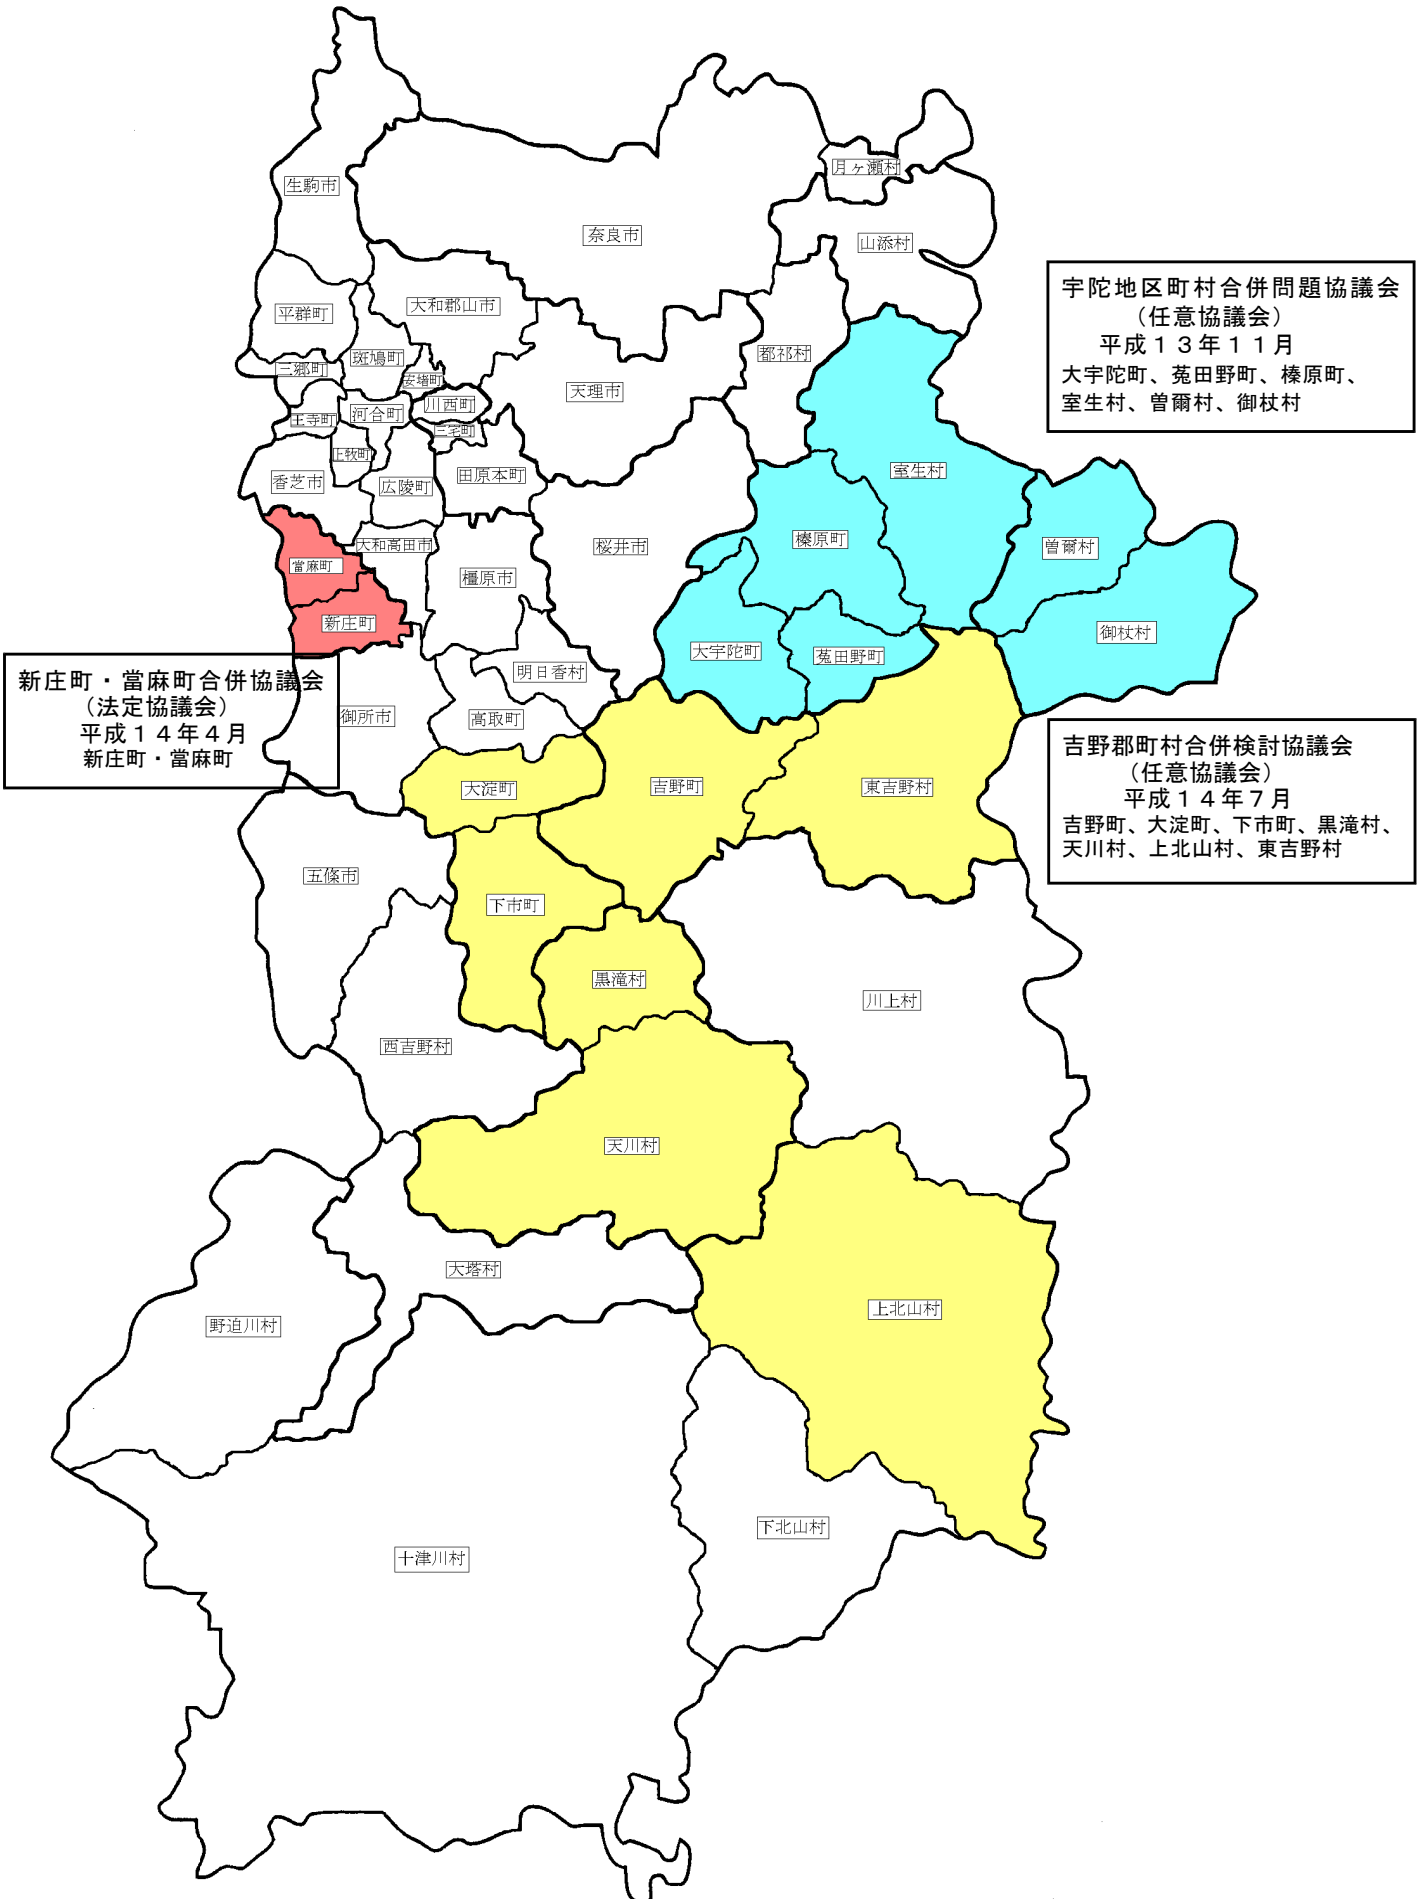 月ヶ瀬村
生駒市
奈良市
山添村
大和郡山市
平群町
斑鳩町
都祁村
三郷町
安堵町
天理市
川西町
河合町
王寺町
三宅町
上牧町
香芝市
広陵町
田原本町
室生村
大和高田市
桜井市
榛原町
曽爾村
當麻町
橿原市
新庄町
大宇陀町
菟田野町
御杖村
明日香村
御所市
高取町
大淀町
吉野町
東吉野村
五條市
下市町
黒滝村
川上村
西吉野村
天川村
大塔村
上北山村
野迫川村
下北山村
十津川村
宇陀地区町村合併問題協議会
(任意協議会)
平成13年11月
大宇陀町、菟田野町、榛原町、
室生村、曽爾村、御杖村
新庄町・當麻町合併協議会
(法定協議会)
平成14年4月
新庄町・當麻町
吉野郡町村合併検討協議会
(任意協議会)
平成14年7月
吉野町、大淀町、下市町、黒滝村、
天川村、上北山村、東吉野村